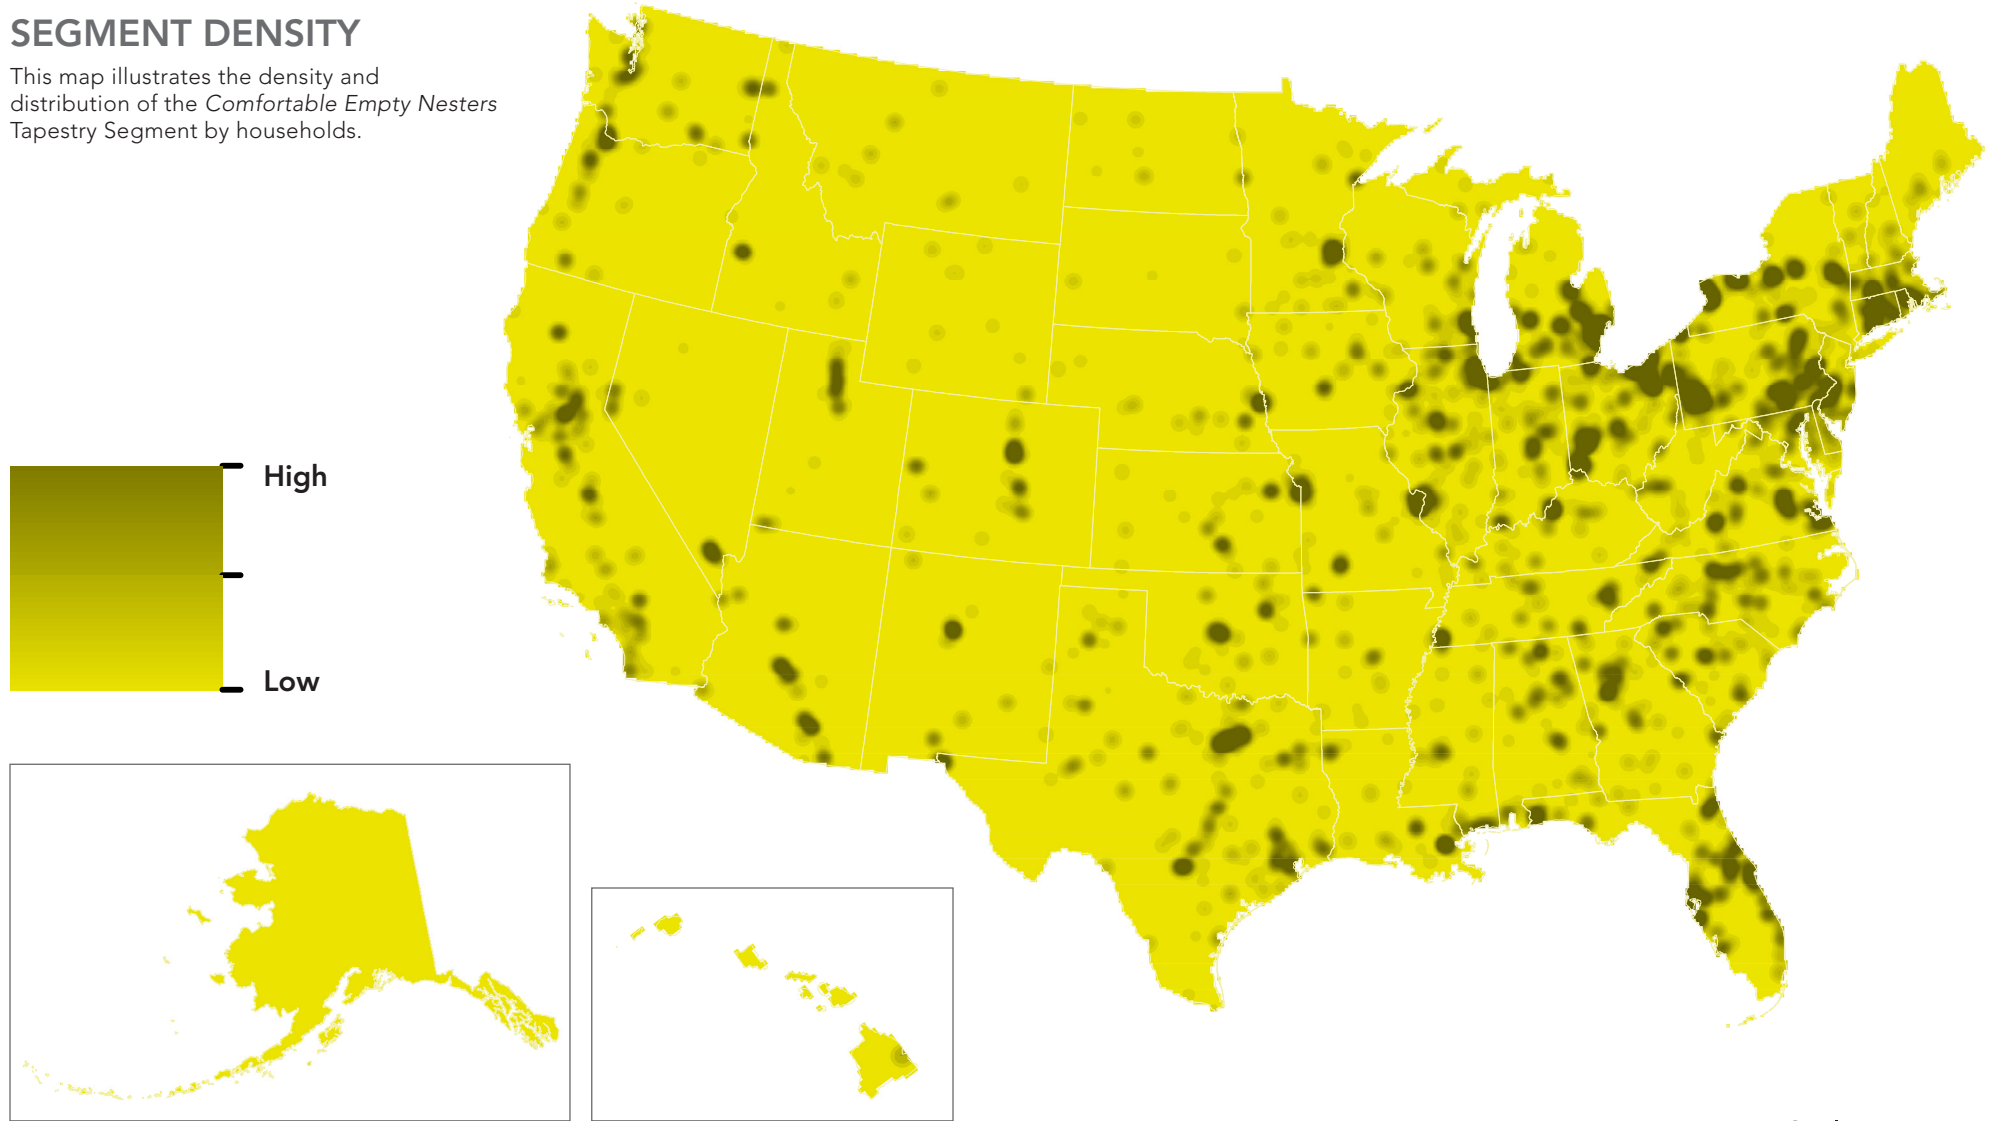 SEGMENT DENSITY
This map illustrates the density and
distribution of the Comfortable Empty Nesters
Tapestry Segment by households.
High
Low